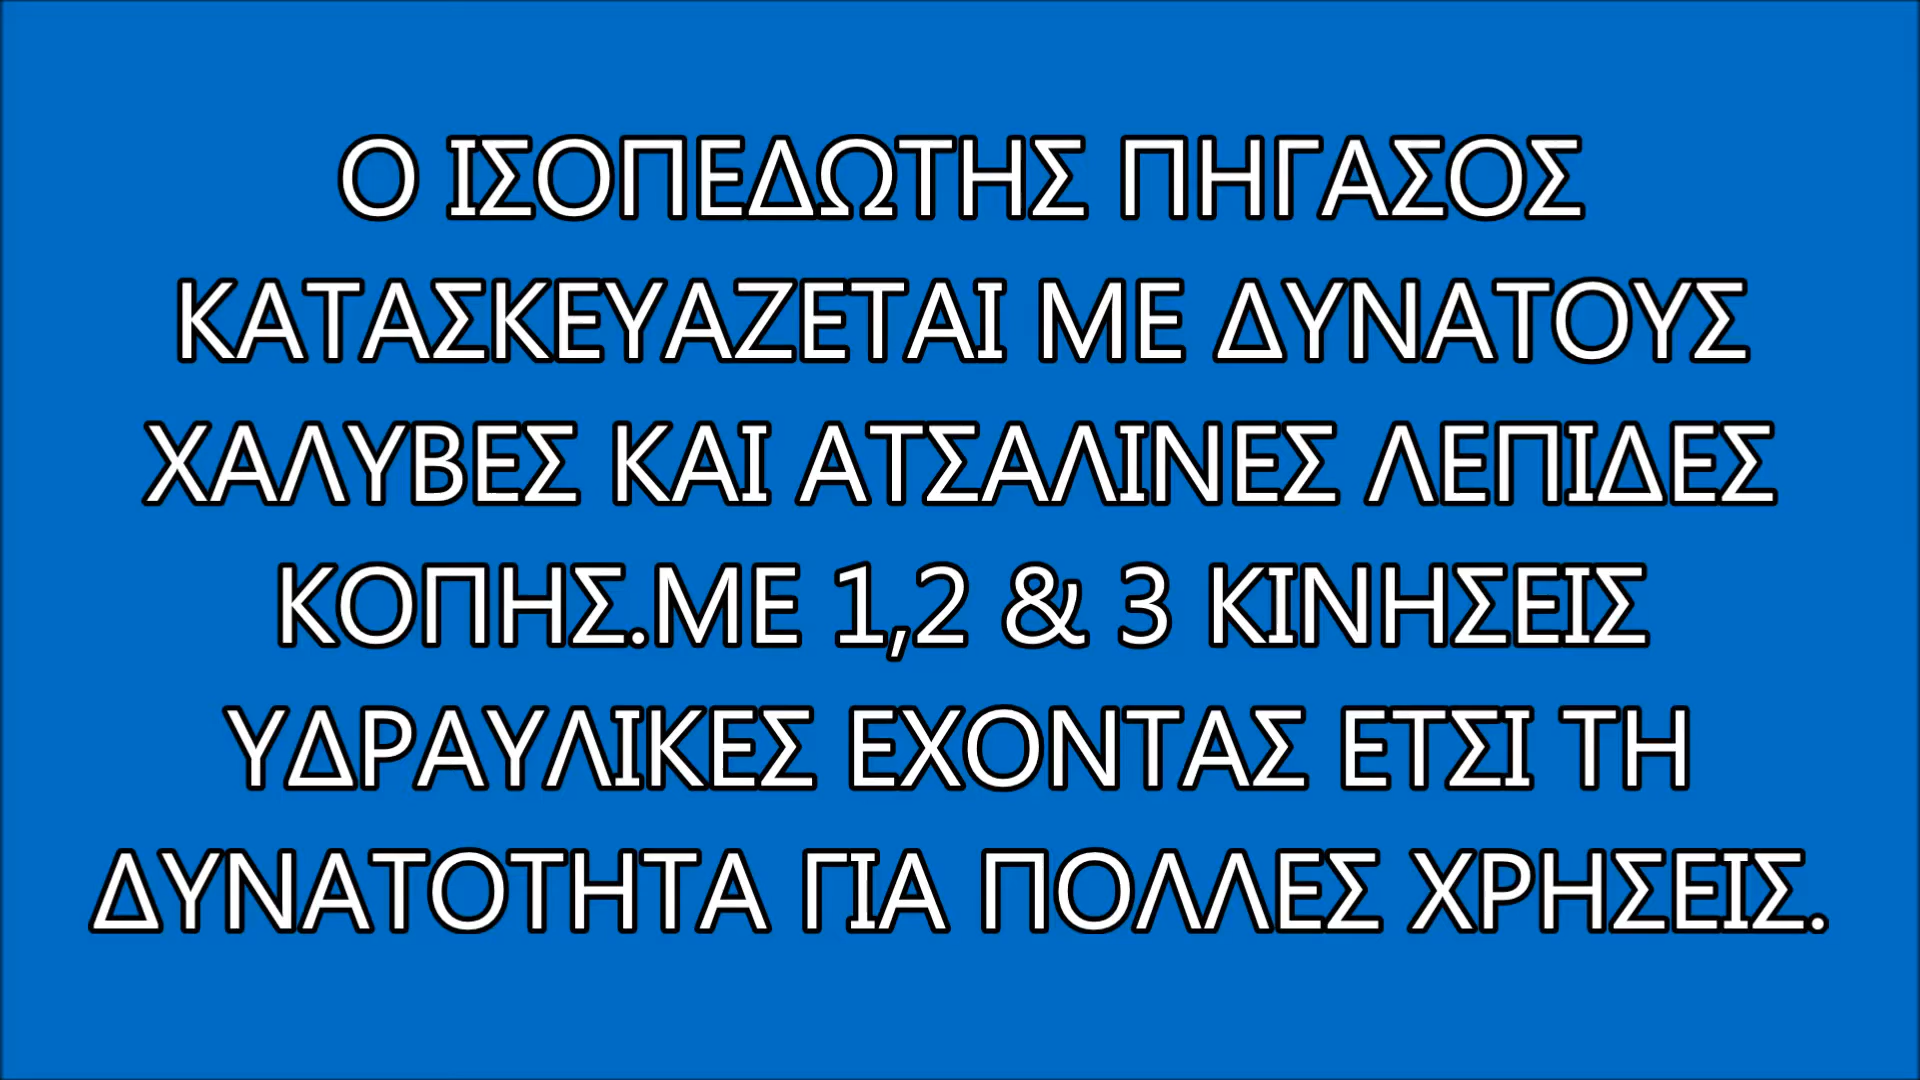 Ο ΙΣΟΠΕΔΩΤΗΣ ΠΗΓΑΣΟΣ
ΚΑΤΑΣΚΕΥΑΖΕΤΑΙ ΜΕ ΔΥΝΑΤΟΥΣ
ΧΑΛΥΒΕΣ ΚΑΙ ΑΤΣΑΛΙΝΕΣ ΛΕΠΙΔΕΣ
ΚΟΠΗΣ.ΜΕ 1,2 & 3 ΚΙΝΗΣΕΙΣ
ΥΔΡΑΥΛΙΚΕΣ ΕΧΟΝΤΑΣ ΕΤΣΙ ΤΗ
ΔΥΝΑΤΟΤΗΤΑ ΓΙΑ ΠΟΛΛΕΣ ΧΡΗΣΕΙΣ.